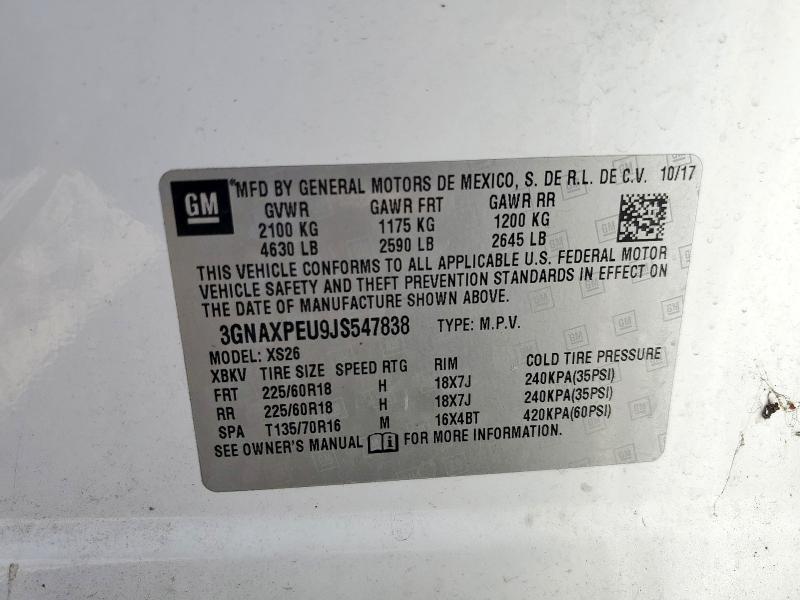 GM
*MFD BY GENERAL MOTORS DE MEXICO, S. DE R.L. DE C.V. 10/17
GVWR GAWR FRT GAWR RR
2100 KG 1175 KG 1200 KG
4630 LB 2590 LB 2645 LB
THIS VEHICLE CONFORMS TO ALL APPLICABLE U.S. FEDERAL MOTOR
VEHICLE SAFETY AND THEFT PREVENTION STANDARDS IN EFFECT ON
THE DATE OF MANUFACTURE SHOWN ABOVE.
3GNAXPEU9JS547838 TYPE: M.P.V.
MODEL: XS26
XBKV TIRE SIZE SPEED RTG RIM COLD TIRE PRESSURE
FRT 225/60R18 H 18X7J 240KPA(35PSI)
RR 225/60R18 H 18X7J 240KPA(35PSI)
SPA T135/70R16 M 16X4BT 420KPA(60PSI)
SEE OWNER'S MANUAL FOR MORE INFORMATION.